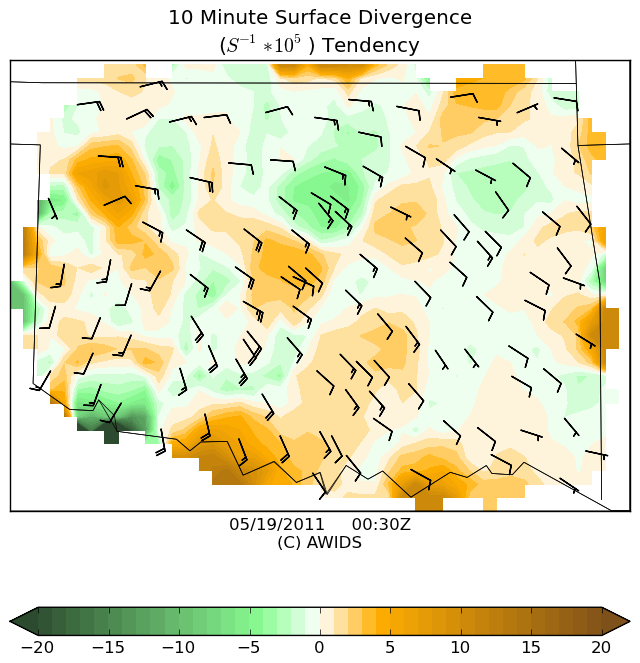 10 Minute Surface Divergence
(S⁻¹ * 10⁵ ) Tendency
05/19/2011 00:30Z
(C) AWIDS
−20 −15 −10 −5 0 5 10 15 20